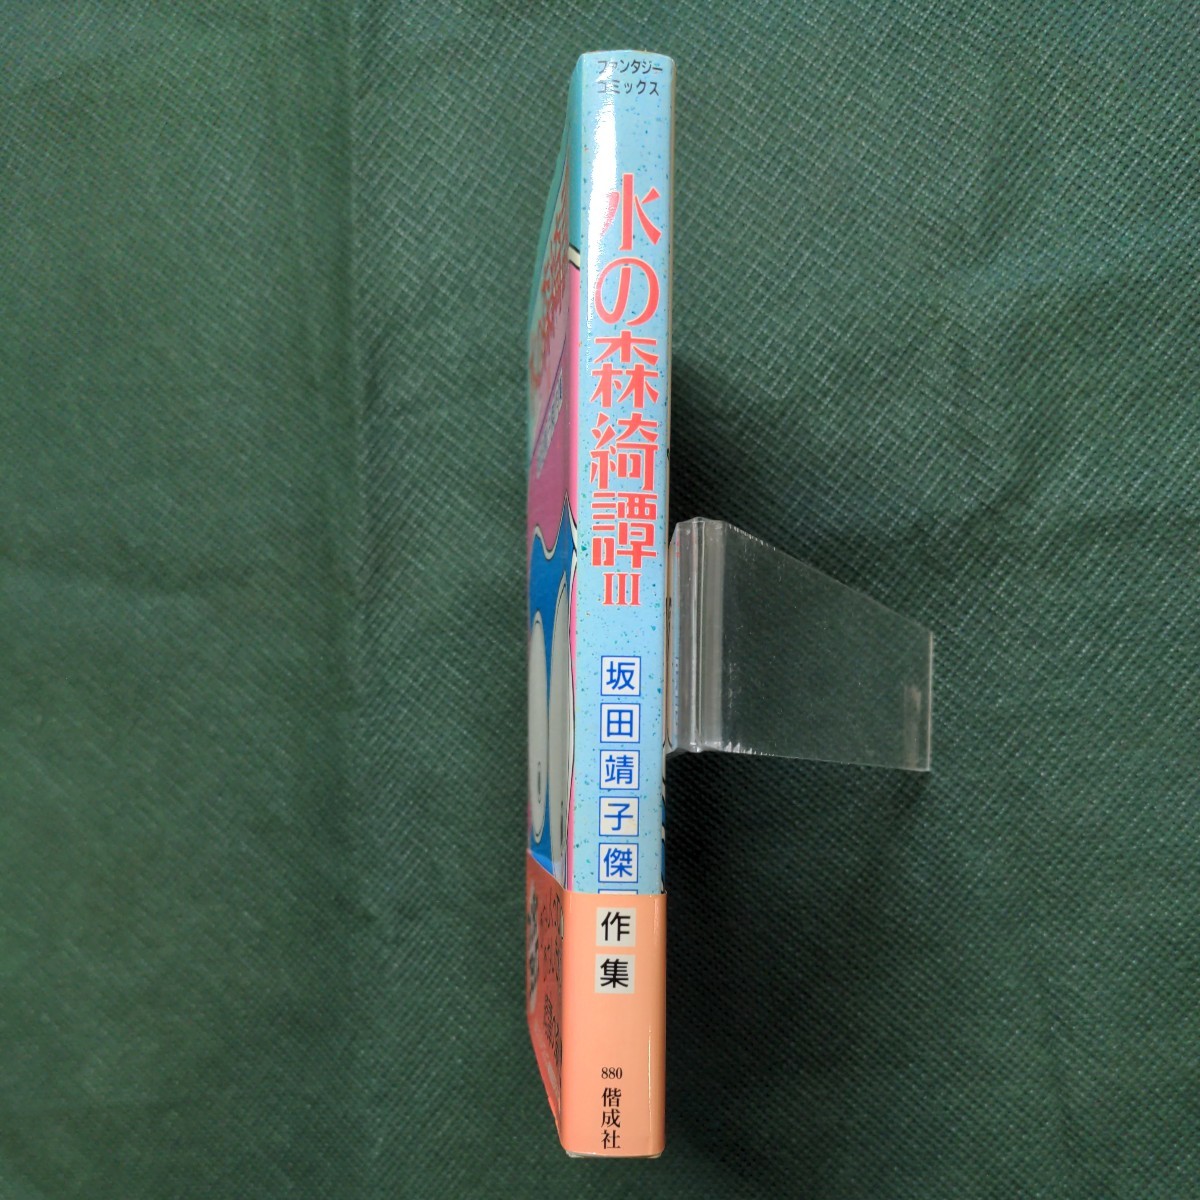 ファンタジー
コミックス
水の森綺譚III
坂田靖子傑
作集
880
偕成社